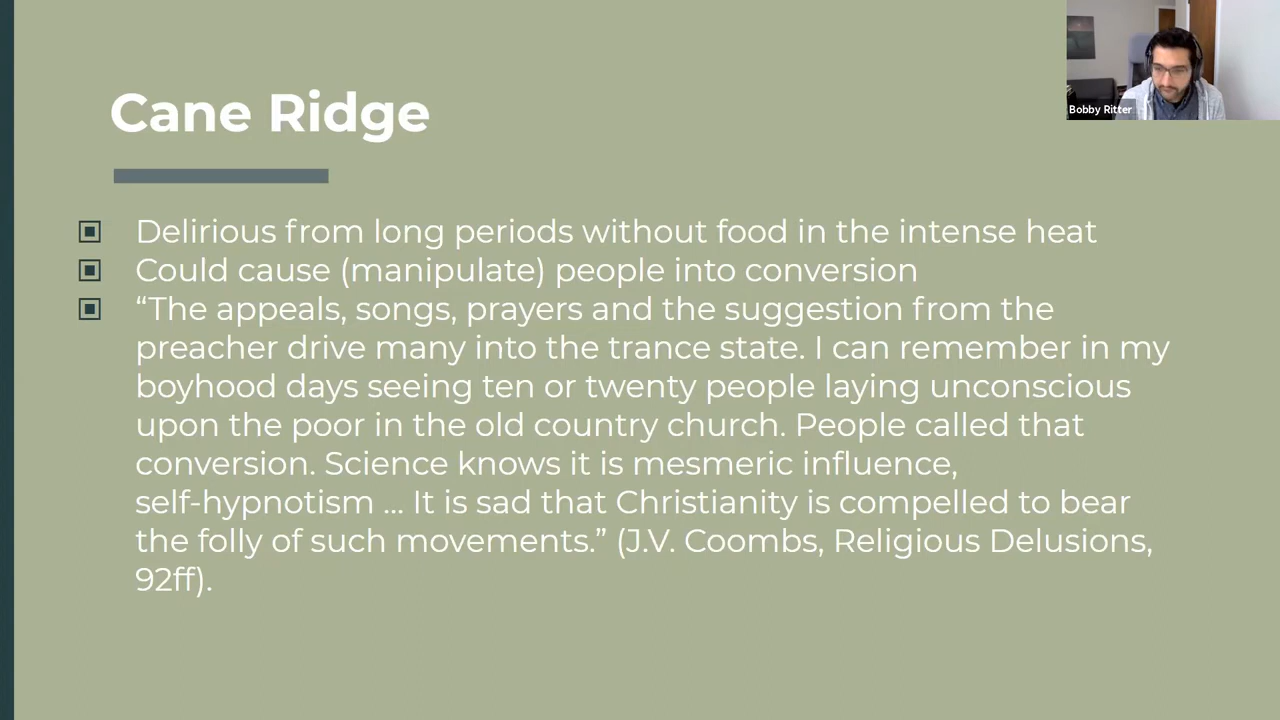 Cane Ridge
Bobby Ritter
Delirious from long periods without food in the intense heat
Could cause (manipulate) people into conversion
“The appeals, songs, prayers and the suggestion from the
preacher drive many into the trance state. I can remember in my
boyhood days seeing ten or twenty people laying unconscious
upon the poor in the old country church. People called that
conversion. Science knows it is mesmeric influence,
self-hypnotism ... It is sad that Christianity is compelled to bear
the folly of such movements.” (J.V. Coombs, Religious Delusions,
92ff).